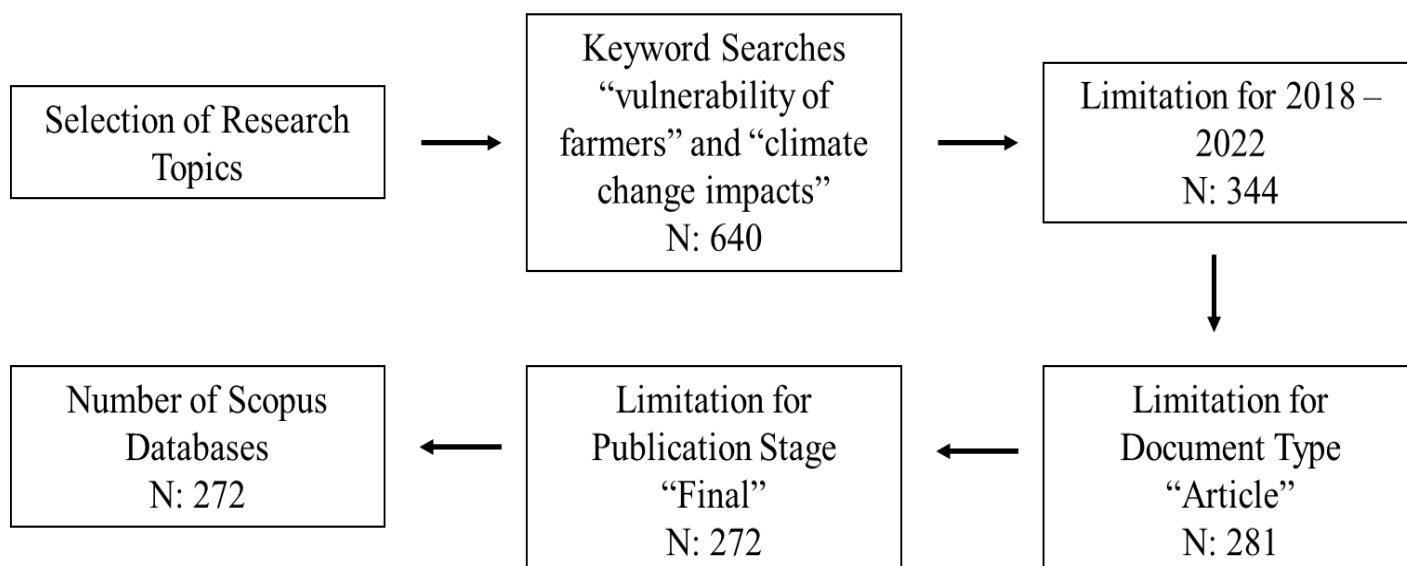 Selection of Research
Topics
Keyword Searches
“vulnerability of
farmers” and “climate
change impacts”
N: 640
Limitation for 2018 –
2022
N: 344
Limitation for
Document Type
“Article”
N: 281
Limitation for
Publication Stage
“Final”
N: 272
Number of Scopus
Databases
N: 272